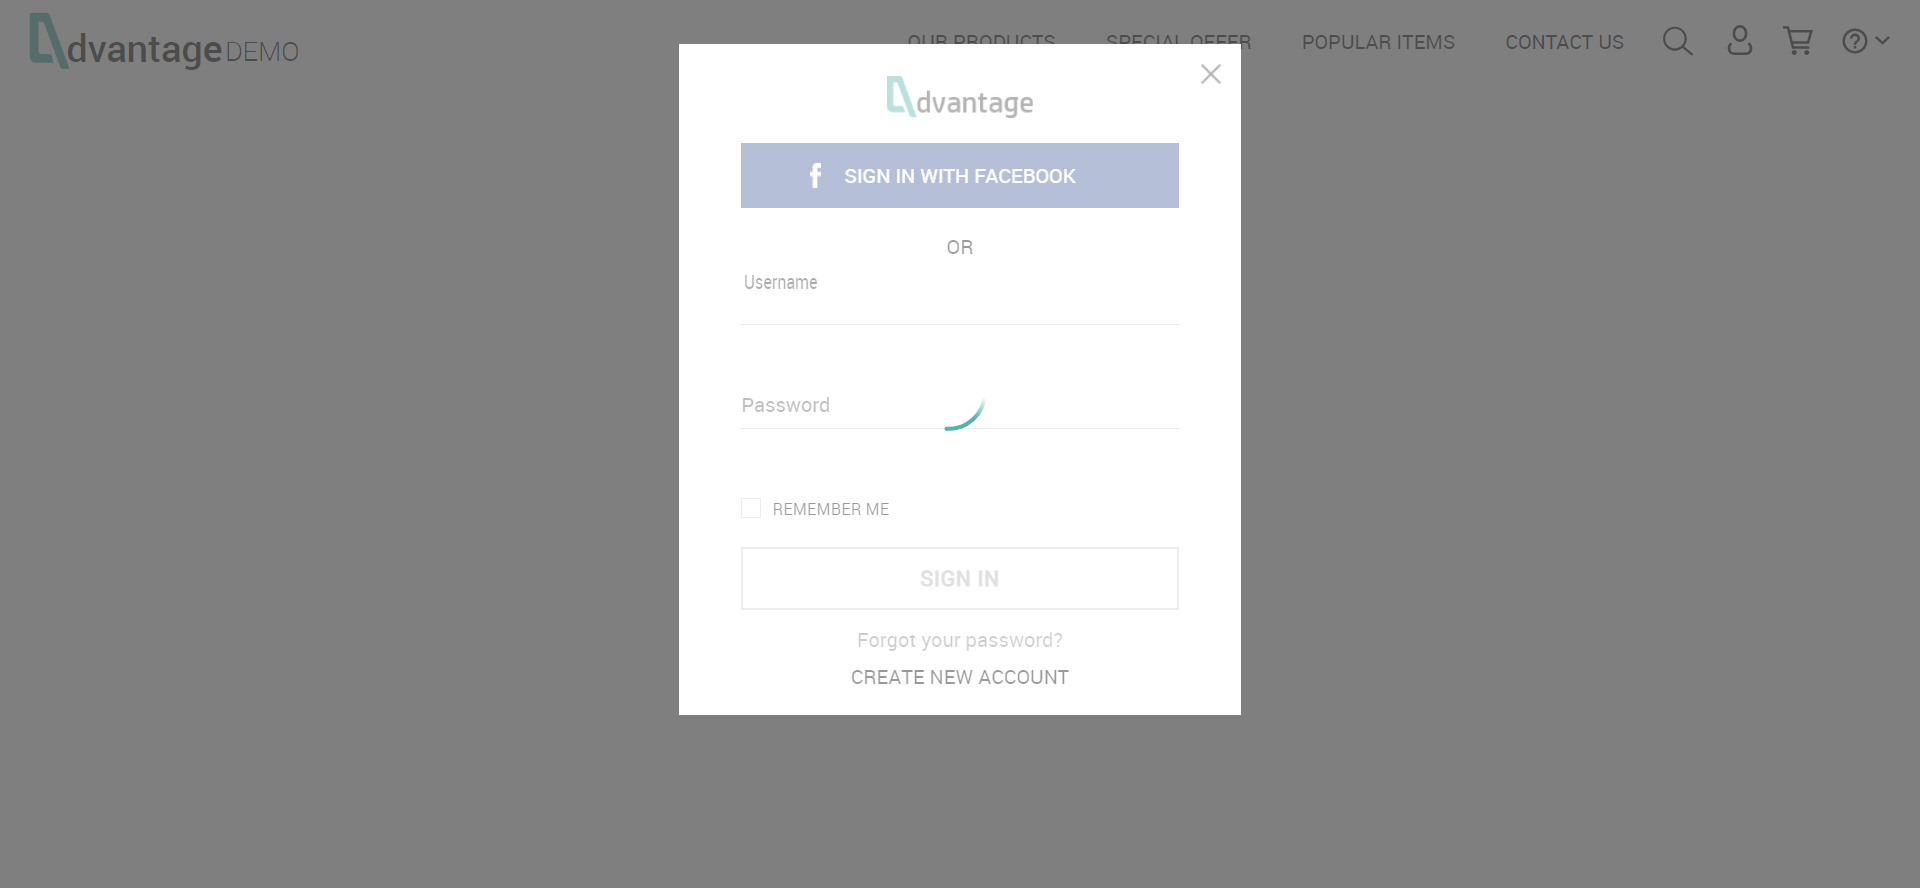 dvantage DEMO
OUR PRODUCTS
SPECIAL OFFER
POPULAR ITEMS
CONTACT US
dvantage
SIGN IN WITH FACEBOOK
OR
Username
Password
REMEMBER ME
SIGN IN
Forgot your password?
CREATE NEW ACCOUNT